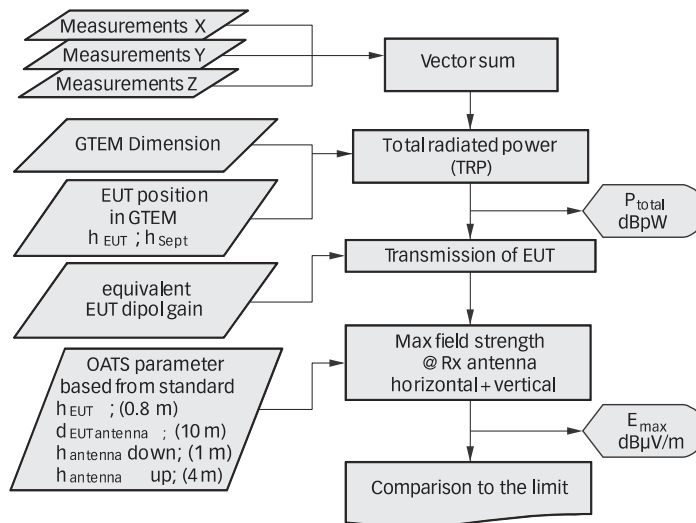 Measurements X
Measurements Y
Measurements Z
Vector sum
GTEM Dimension
Total radiated power
(TRP)
EUT position
in GTEM
h EUT ; h Sept
P total
dBpW
Transmission of EUT
equivalent
EUT dipol gain
OATS parameter
based from standard
h EUT ; (0.8 m)
d EUT antenna ; (10 m)
h antenna down; (1 m)
h antenna up; (4 m)
Max field strength
@ Rx antenna
horizontal + vertical
E max
dBµV/m
Comparison to the limit